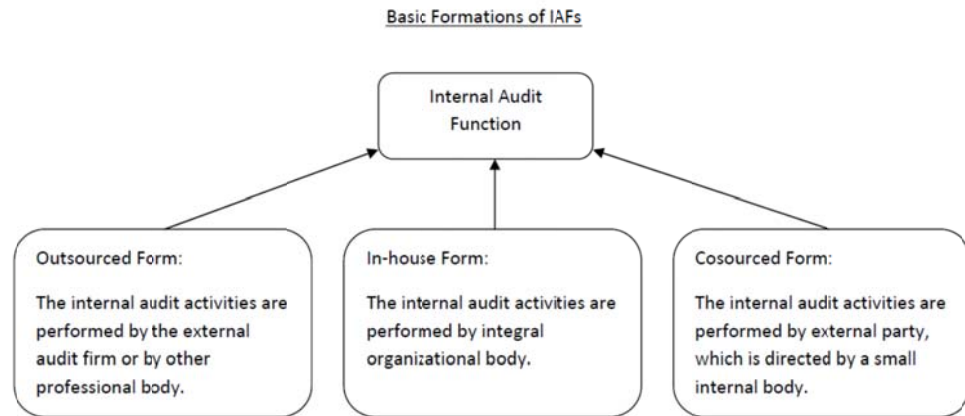 Basic Formations of IAFs
Internal Audit
Function
Outsourced Form:
The internal audit activities are
performed by the external
audit firm or by other
professional body.
In-house Form:
The internal audit activities are
performed by integral
organizational body.
Cosourced Form:
The internal audit activities are
performed by external party,
which is directed by a small
internal body.